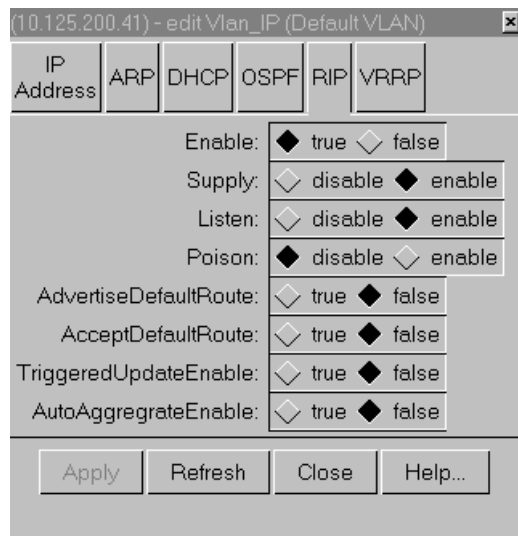 (10.125.200.41) - edit Vlan_IP (Default VLAN)
IP Address ARP DHCP OSPF RIP VRRP
Enable: true false
Supply: disable enable
Listen: disable enable
Poison: disable enable
AdvertiseDefaultRoute: true false
AcceptDefaultRoute: true false
TriggeredUpdateEnable: true false
AutoAggregrateEnable: true false
Apply Refresh Close Help...